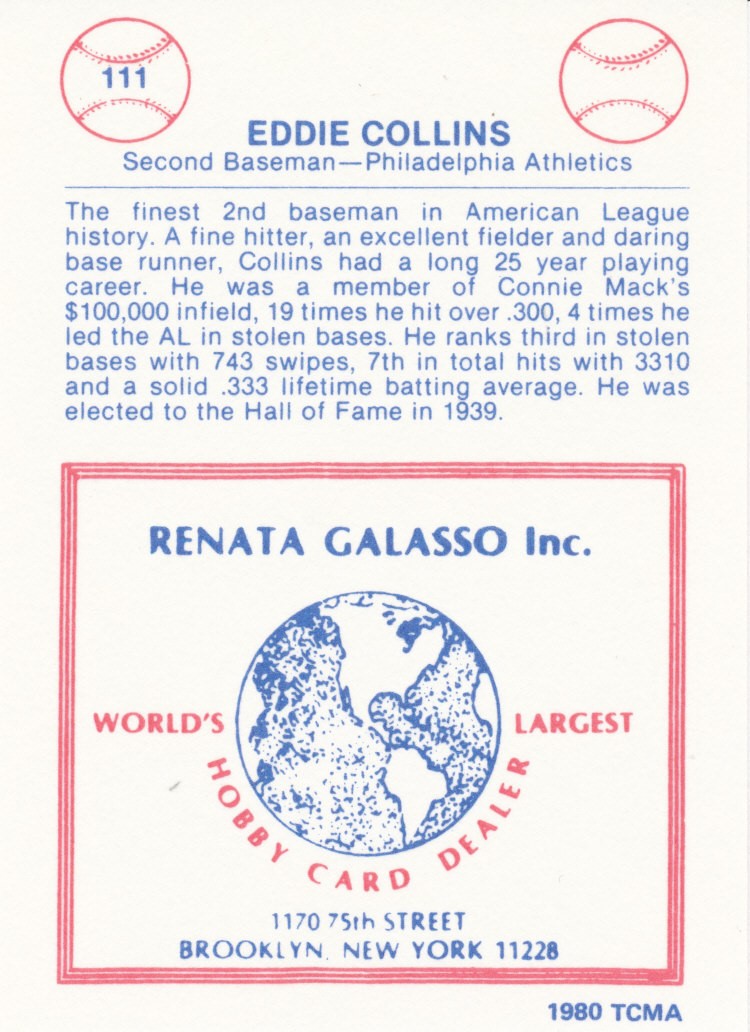 111
EDDIE COLLINS
Second Baseman—Philadelphia Athletics
The finest 2nd baseman in American League
history. A fine hitter, an excellent fielder and daring
base runner, Collins had a long 25 year playing
career. He was a member of Connie Mack's
$100,000 infield, 19 times he hit over .300, 4 times he
led the AL in stolen bases. He ranks third in stolen
bases with 743 swipes, 7th in total hits with 3310
and a solid .333 lifetime batting average. He was
elected to the Hall of Fame in 1939.
RENATA GALASSO Inc.
WORLD'S LARGEST
HOBBY CARD DEALER
1170 75th STREET
BROOKLYN, NEW YORK 11228
1980 TCMA